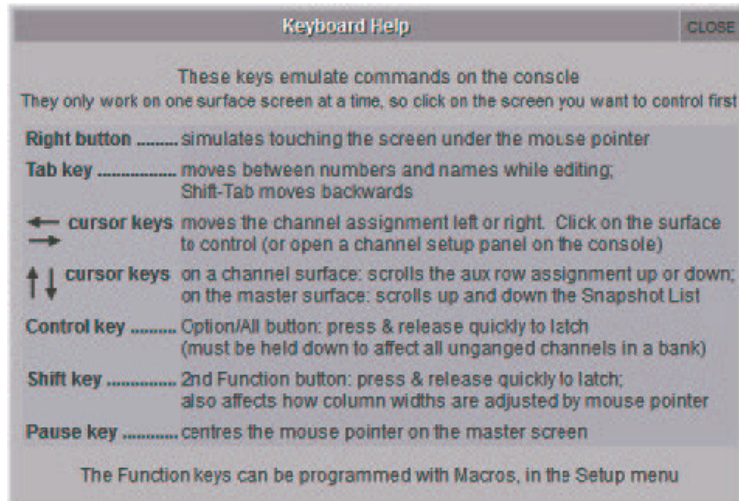 Keyboard Help
CLOSE
These keys emulate commands on the console
They only work on one surface screen at a time, so click on the screen you want to control first
Right button ......... simulates touching the screen under the mouse pointer
Tab key ................. moves between numbers and names while editing;
Shift-Tab moves backwards
← → cursor keys moves the channel assignment left or right. Click on the surface
to control (or open a channel setup panel on the console)
↑ ↓ cursor keys on a channel surface: scrolls the aux row assignment up or down;
on the master surface: scrolls up and down the Snapshot List
Control key .......... Option/All button: press & release quickly to latch
(must be held down to affect all unganged channels in a bank)
Shift key ............... 2nd Function button: press & release quickly to latch;
also affects how column widths are adjusted by mouse pointer
Pause key ............ centres the mouse pointer on the master screen
The Function keys can be programmed with Macros, in the Setup menu